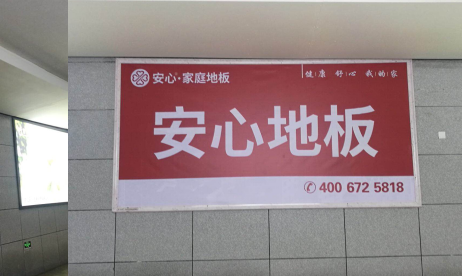 安心·家庭地板
健康 舒心 我的家
安心地板
400 672 5818